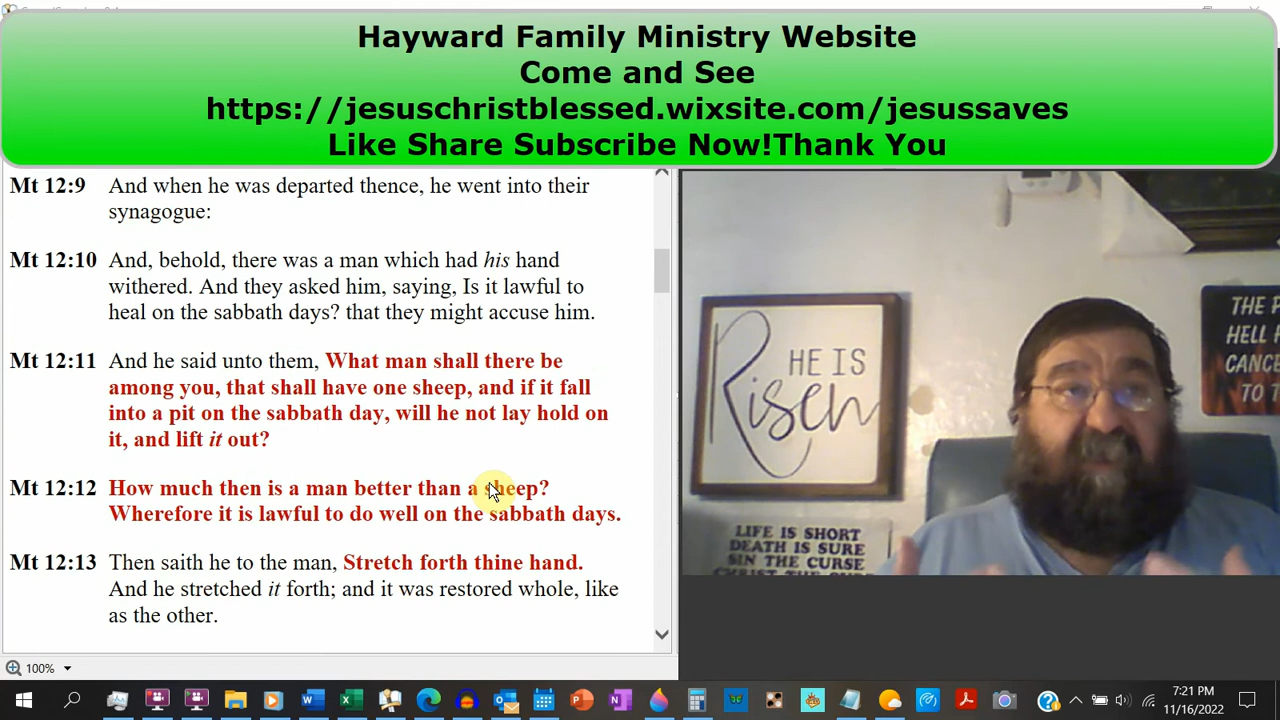 Hayward Family Ministry Website
Come and See
https://jesuschristblessed.wixsite.com/jesussaves
Like Share Subscribe Now!Thank You
Mt 12:9 And when he was departed thence, he went into their
synagogue:
Mt 12:10 And, behold, there was a man which had his hand
withered. And they asked him, saying, Is it lawful to
heal on the sabbath days? that they might accuse him.
Mt 12:11 And he said unto them, What man shall there be
among you, that shall have one sheep, and if it fall
into a pit on the sabbath day, will he not lay hold on
it, and lift it out?
Mt 12:12 How much then is a man better than a sheep?
Wherefore it is lawful to do well on the sabbath days.
Mt 12:13 Then saith he to the man, Stretch forth thine hand.
And he stretched it forth; and it was restored whole, like
as the other.
HE IS
Risen
THE
HELL
TO
LIFE IS SHORT
DEATH IS SURE
SIN THE CURSE
CHRIST THE
100%
7:21 PM
11/16/2022